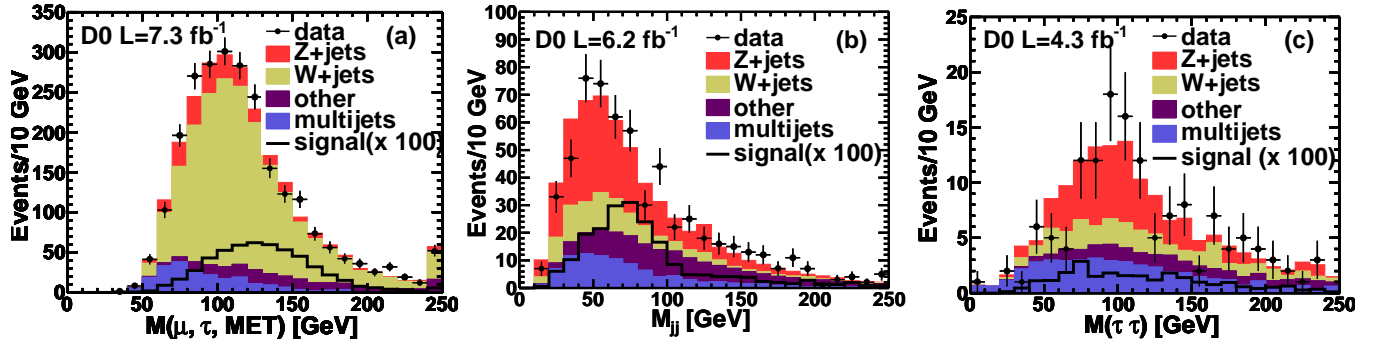 D0 L=7.3 fb⁻¹ (a)
data
Z+jets
W+jets
other
multijets
signal(x 100)
Events/10 GeV
350
300
250
200
150
100
50
0
0 50 100 150 200 250
M(μ, τ, MET) [GeV]
D0 L=6.2 fb⁻¹ (b)
data
Z+jets
W+jets
other
multijets
signal(x 100)
Events/10 GeV
100
90
80
70
60
50
40
30
20
10
0
0 50 100 150 200 250
M_jj [GeV]
D0 L=4.3 fb⁻¹ (c)
data
Z+jets
W+jets
other
multijets
signal (x 100)
Events/10 GeV
25
20
15
10
5
0
0 50 100 150 200 250
M(τ τ) [GeV]